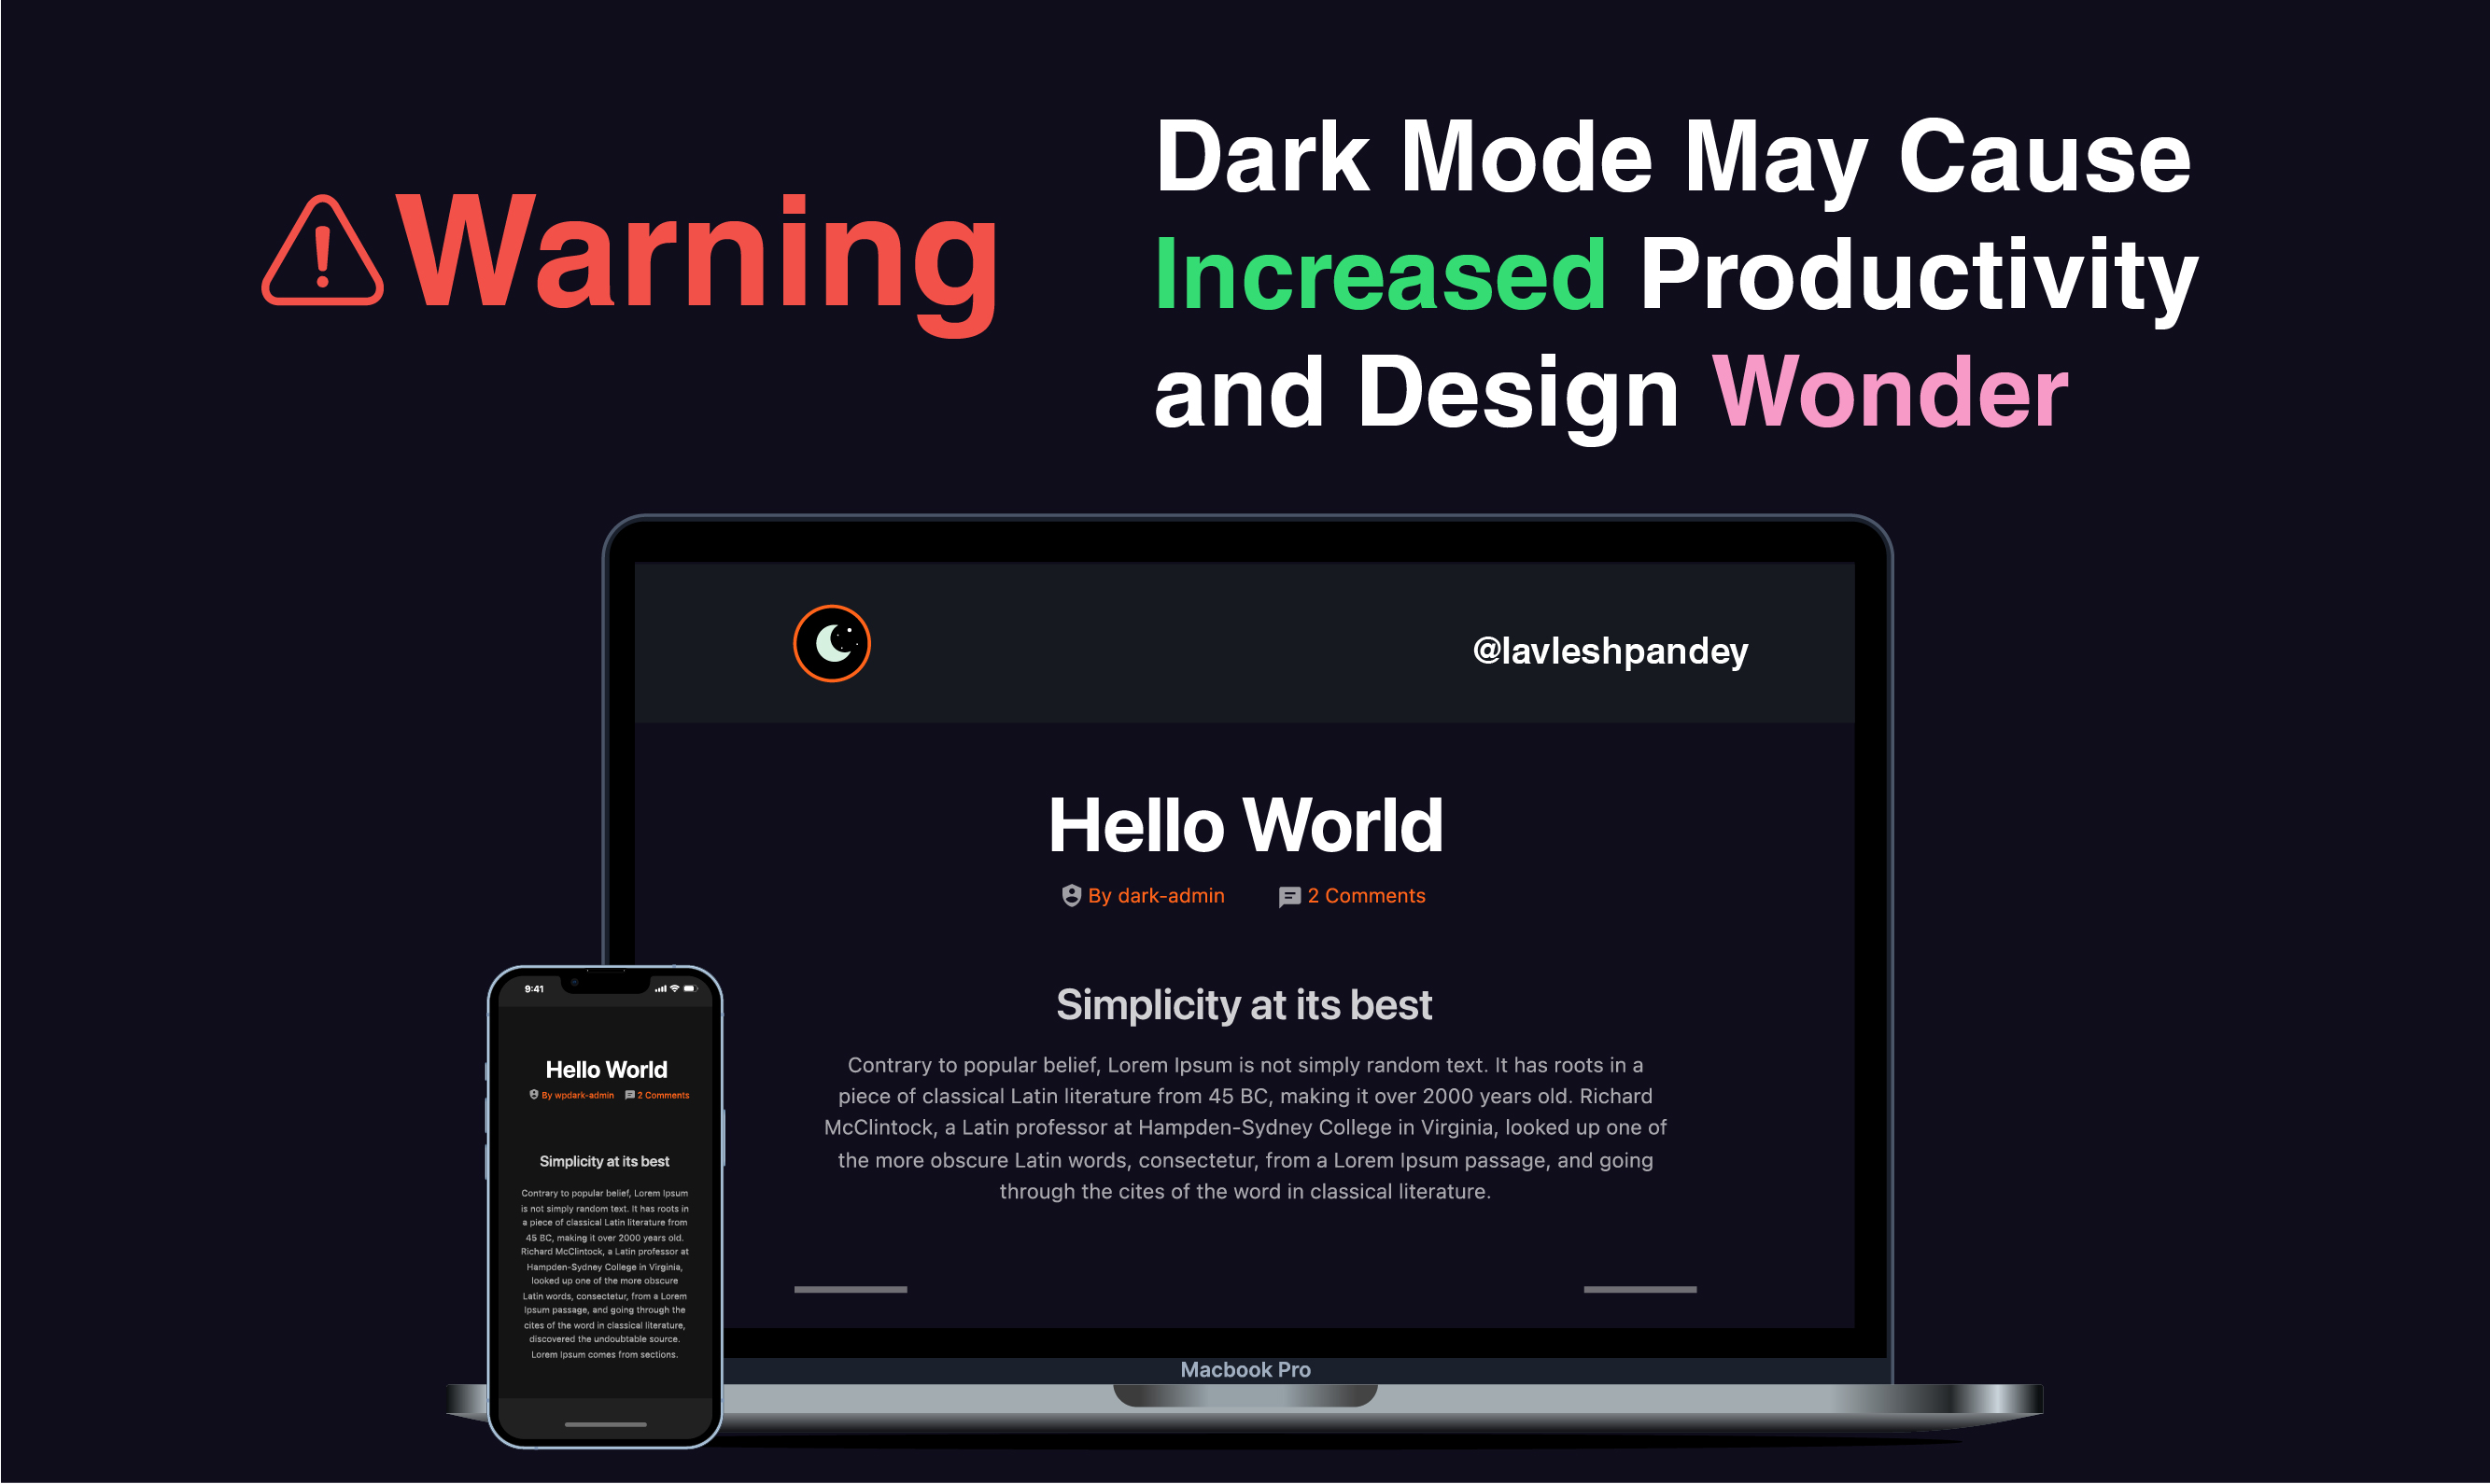 Warning
Dark Mode May Cause
Increased Productivity
and Design Wonder
@lavleshpandey
Hello World
By dark-admin 2 Comments
Simplicity at its best
Contrary to popular belief, Lorem Ipsum is not simply random text. It has roots in a
piece of classical Latin literature from 45 BC, making it over 2000 years old. Richard
McClintock, a Latin professor at Hampden-Sydney College in Virginia, looked up one of
the more obscure Latin words, consectetur, from a Lorem Ipsum passage, and going
through the cites of the word in classical literature.
Macbook Pro
9:41
Hello World
By wpdark-admin 2 Comments
Simplicity at its best
Contrary to popular belief, Lorem Ipsum
is not simply random text. It has roots in
a piece of classical Latin literature from
45 BC, making it over 2000 years old.
Richard McClintock, a Latin professor at
Hampden-Sydney College in Virginia,
looked up one of the more obscure
Latin words, consectetur, from a Lorem
Ipsum passage, and going through the
cites of the word in classical literature,
discovered the undoubtable source.
Lorem Ipsum comes from sections.